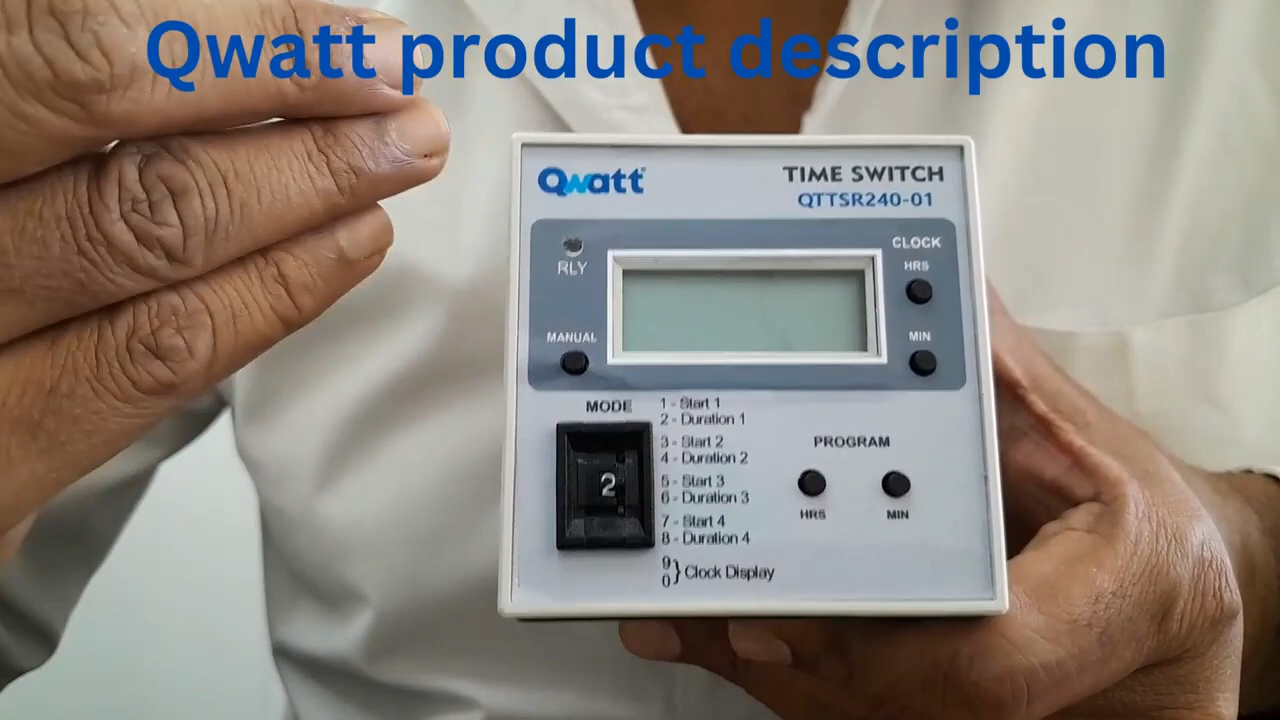 Qwatt product description
Qwatt
TIME SWITCH
QTTSR240-01
RLY
CLOCK
HRS
MANUAL
MIN
MODE
1 - Start 1
2 - Duration 1
3 - Start 2
4 - Duration 2
5 - Start 3
6 - Duration 3
7 - Start 4
8 - Duration 4
9
0 } Clock Display
2
PROGRAM
HRS
MIN